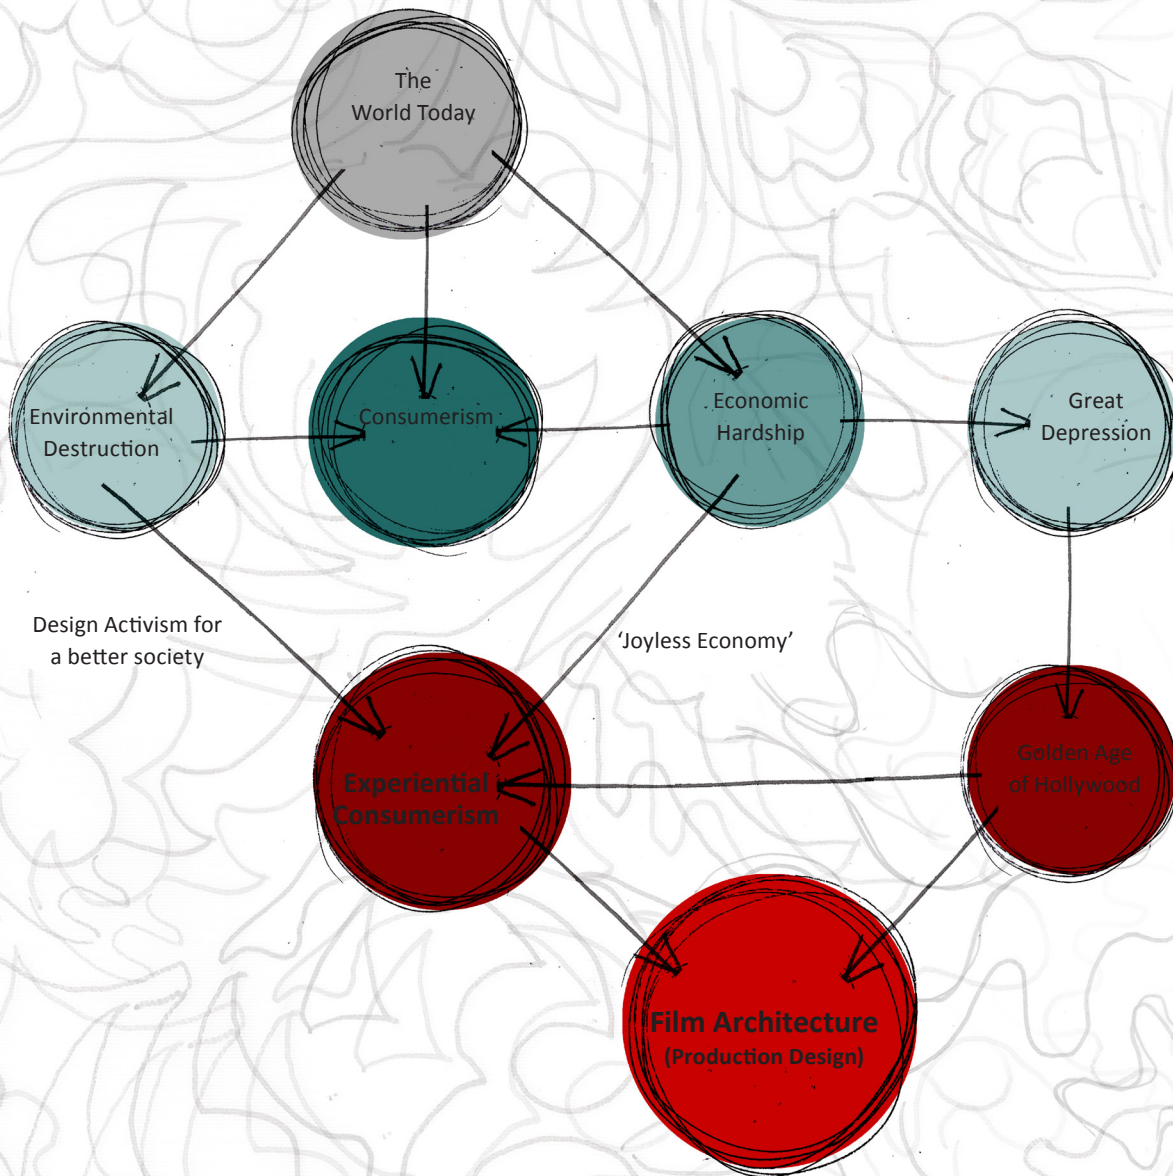 The
World Today
Environmental
Destruction
Consumerism
Economic
Hardship
Great
Depression
Design Activism for
a better society
‘Joyless Economy’
Experiential
Consumerism
Golden Age
of Hollywood
Film Architecture
(Production Design)